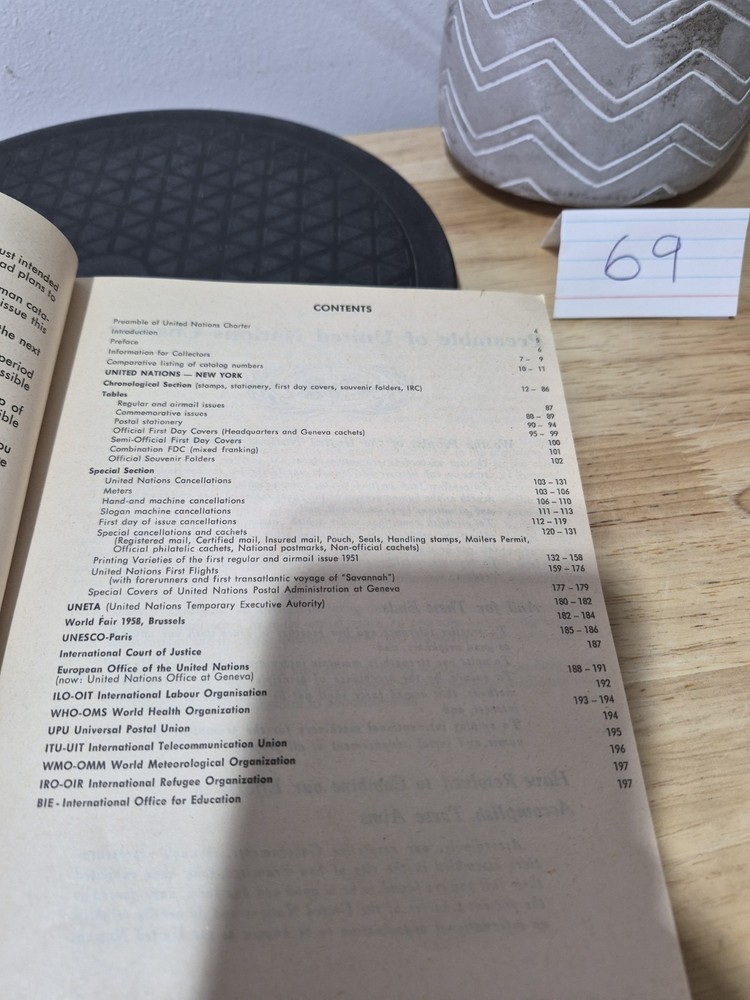 ust intended
ad plans to
man cata-
issue this
the next
period
ssible
of
CONTENTS
Preamble of United Nations Charter 4
Introduction 5
Preface 6
Information for Collectors 7 – 9
Comparative listing of catalog numbers 10 – 11
UNITED NATIONS — NEW YORK
Chronological Section (stamps, stationery, first day covers, souvenir folders, IRC) 12 – 86
Tables
Regular and airmail issues 87
Commemorative issues 88 – 89
Postal stationery 90 – 94
Official First Day Covers (Headquarters and Geneva cachets) 95 – 99
Semi-Official First Day Covers 100
Combination FDC (mixed franking) 101
Official Souvenir Folders 102
Special Section
United Nations Cancellations 103 – 131
Meters 103 – 106
Hand-and machine cancellations 106 – 110
Slogan machine cancellations 111 – 113
First day of issue cancellations 112 – 119
Special cancellations and cachets 120 – 131
(Registered mail, Certified mail, Insured mail, Pouch, Seals, Handling stamps, Mailers Permit,
Official philatelic cachets, National postmarks, Non-official cachets)
Printing Varieties of the first regular and airmail issue 1951 132 – 158
United Nations First Flights 159 – 176
(with forerunners and first transatlantic voyage of "Savannah")
Special Covers of United Nations Postal Administration at Geneva 177 – 179
UNETA (United Nations Temporary Executive Autority) 180 – 182
World Fair 1958, Brussels 182 – 184
UNESCO-Paris 185 – 186
International Court of Justice 187
European Office of the United Nations 188 – 191
(now: United Nations Office at Geneva)
ILO-OIT International Labour Organisation 192
WHO-OMS World Health Organization 193 – 194
UPU Universal Postal Union 194
ITU-UIT International Telecommunication Union 195
WMO-OMM World Meteorological Organization 196
IRO-OIR International Refugee Organization 197
BIE - International Office for Education 197
69